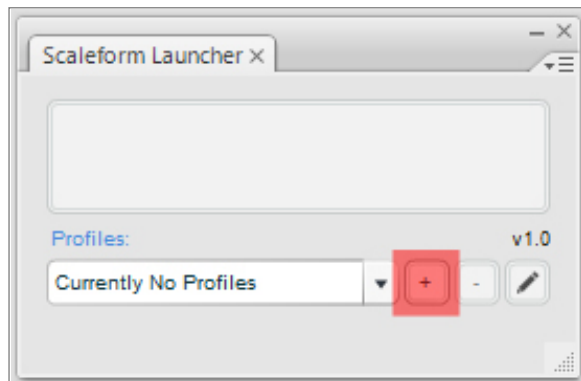 Scaleform Launcher
Profiles:
v1.0
Currently No Profiles
+
-